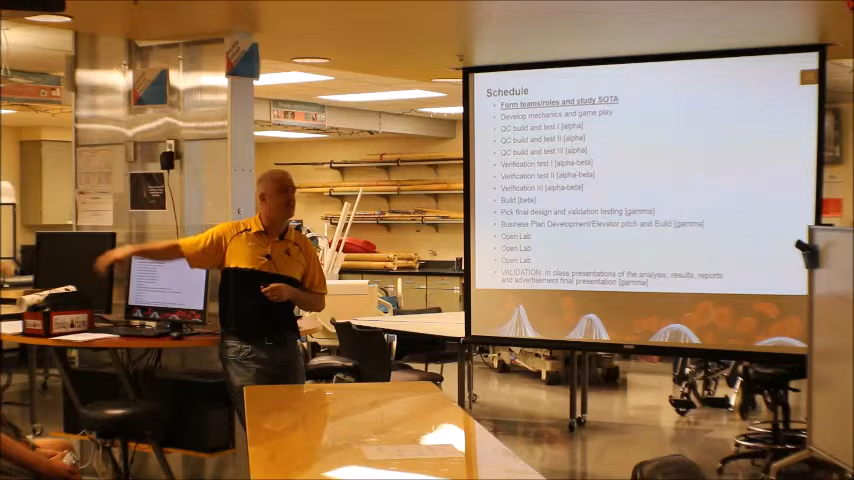 Schedule
• Form teams/roles and study SOTA
• Develop mechanics and game play
• QC build and test I [alpha]
• QC build and test II [alpha]
• QC build and test III [alpha]
• Verification test I [alpha-beta]
• Verification test II [alpha-beta]
• Verification III [alpha-beta]
• Build [beta]
• Pick final design and validation testing [gamma]
• Business Plan Development/Elevator pitch and Build [gamma]
• Open Lab
• Open Lab
• Open Lab
• VALIDATION: In class presentations of the analysis, results, reports
and advertisement final presentation [gamma]